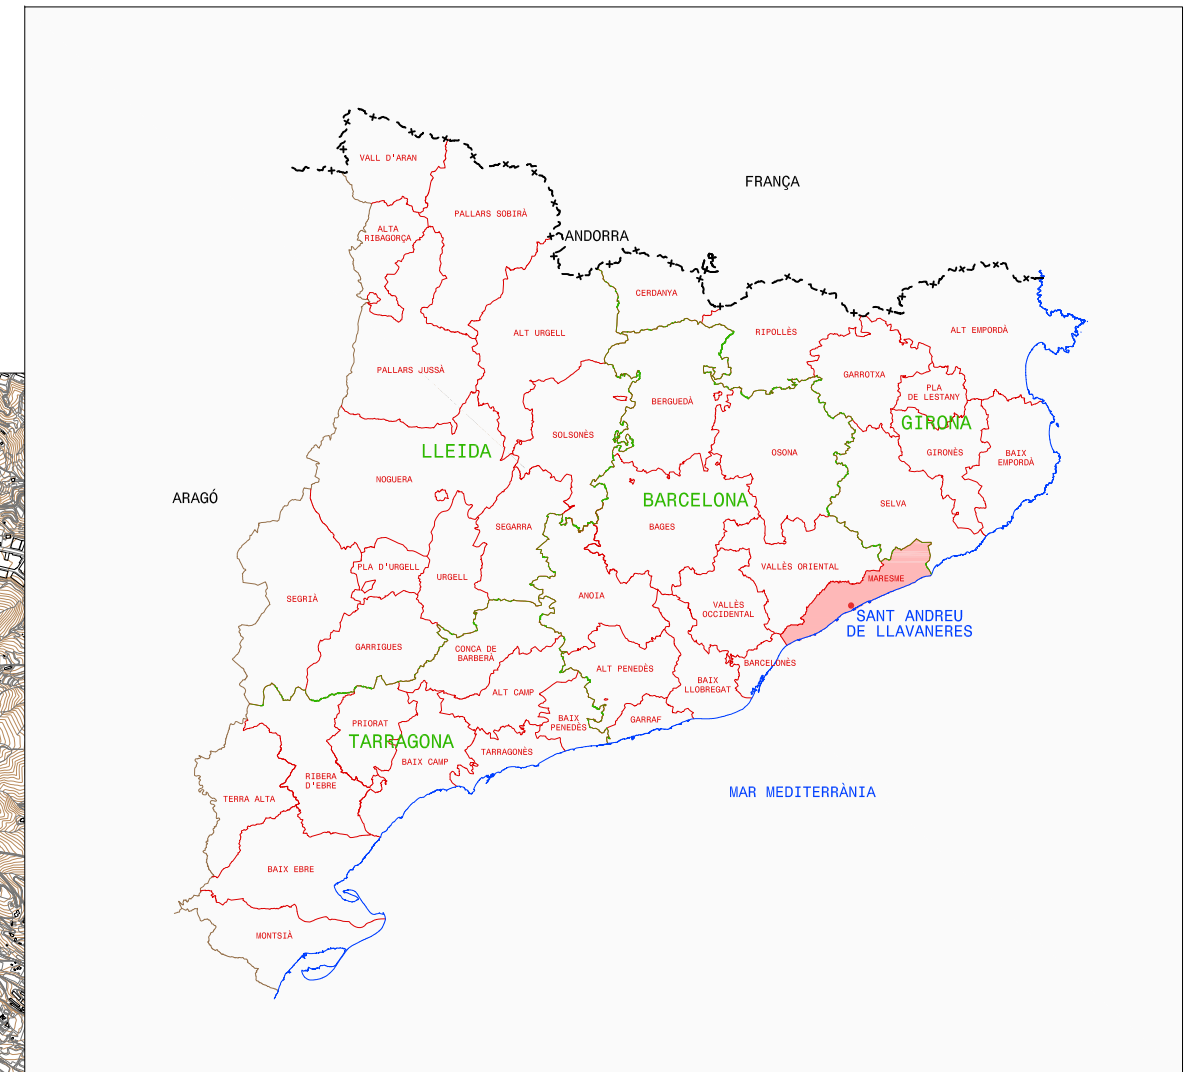 VALL D'ARAN
FRANÇA
PALLARS SOBIRÀ
ALTA
RIBAGORÇA
ANDORRA
CERDANYA
ALT URGELL
RIPOLLÈS
ALT EMPORDÀ
PALLARS JUSSÀ
GARROTXA
PLA
DE LESTANY
BERGUEDÀ
GIRONA
SOLSONÈS
LLEIDA
OSONA
GIRONÈS
BAIX
EMPORDÀ
NOGUERA
ARAGÓ
BARCELONA
SELVA
SEGARRA
BAGES
PLA D'URGELL
VALLÈS ORIENTAL
URGELL
MARESME
SEGRIÀ
ANOIA
VALLÈS
OCCIDENTAL
SANT ANDREU
DE LLAVANERES
GARRIGUES
CONCA DE
BARBERÀ
ALT PENEDÈS
BARCELONÈS
BAIX
LLOBREGAT
ALT CAMP
PRIORAT
BAIX
PENEDÈS
GARRAF
TARRAGONA
TARRAGONÈS
BAIX CAMP
RIBERA
D'EBRE
MAR MEDITERRÀNIA
TERRA ALTA
BAIX EBRE
MONTSIÀ